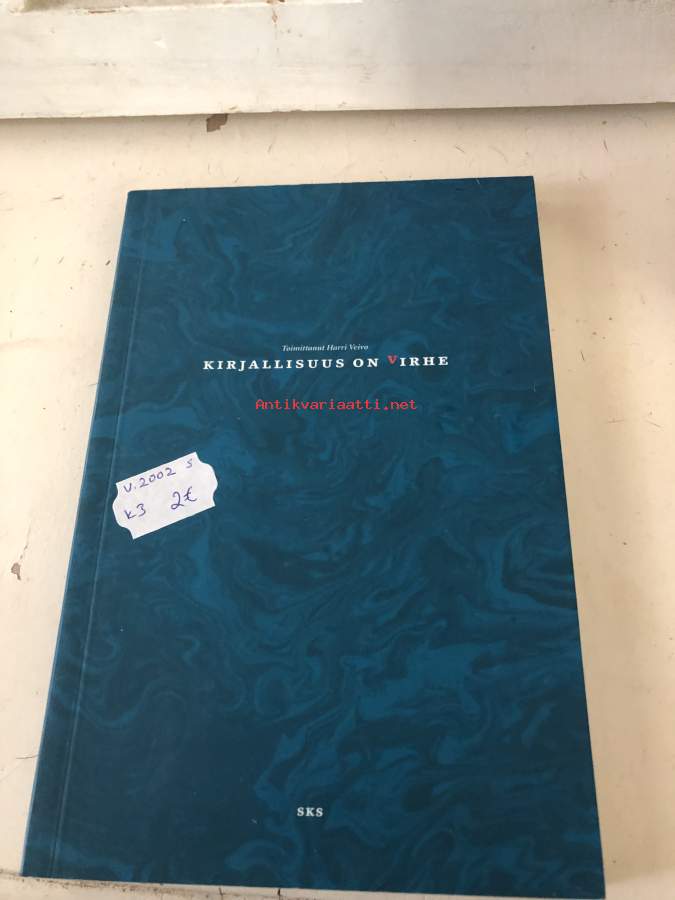 Toimittanut Harri Veivo
KIRJALLISUUS ON VIRHE
Antikvariaatti.net
V.2002 s
k3 2€
SKS